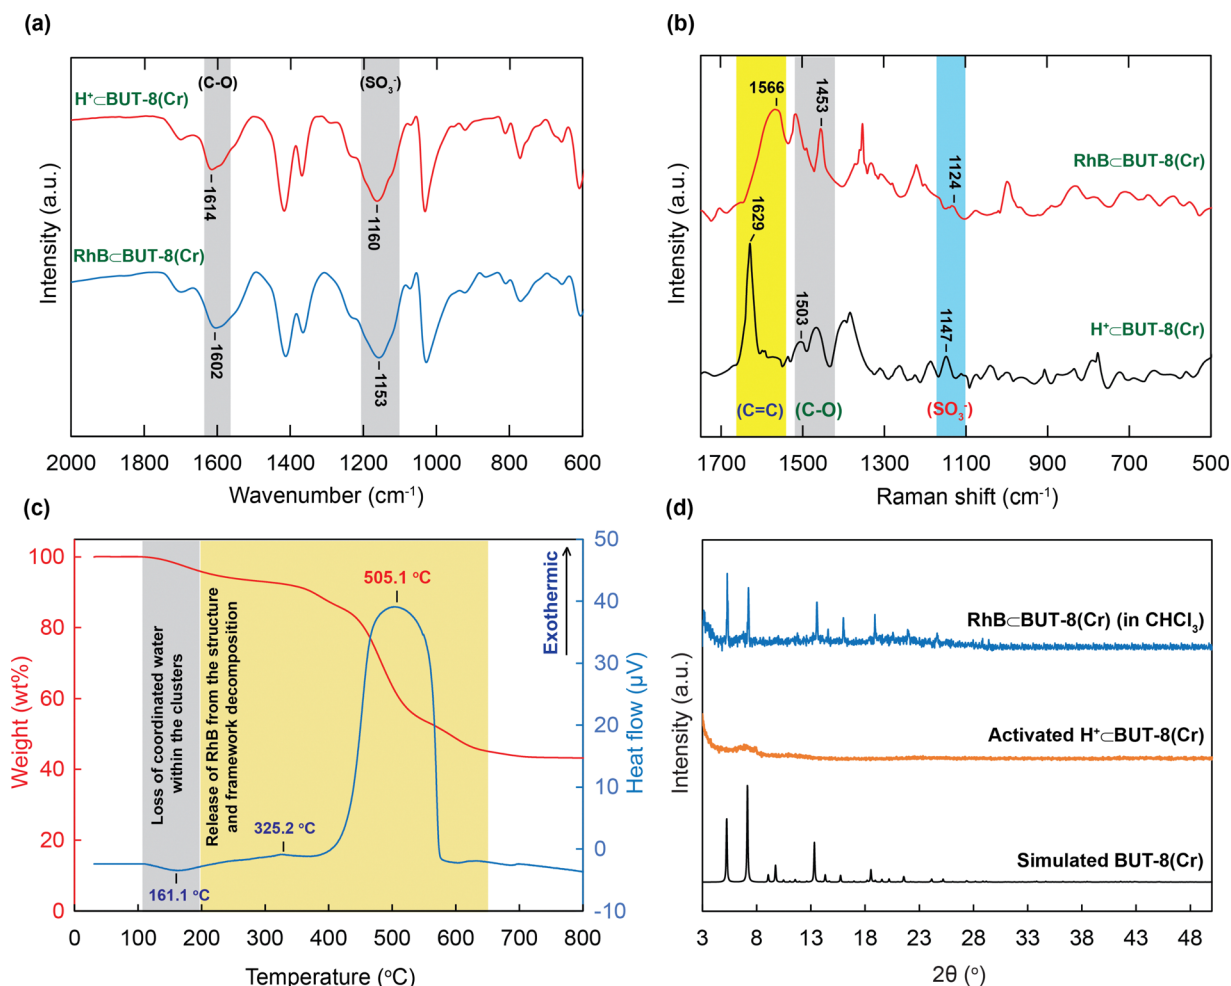 (a)
(C-O)
(SO₃⁻)
H⁺⊂BUT-8(Cr)
1614
1160
RhB⊂BUT-8(Cr)
1602
1153
Intensity (a.u.)
2000 1800 1600 1400 1200 1000 800 600
Wavenumber (cm⁻¹)
(b)
1566
1453
1124
RhB⊂BUT-8(Cr)
1629
1503
1147
H⁺⊂BUT-8(Cr)
(C=C)
(C-O)
(SO₃⁻)
Intensity (a.u.)
1700 1500 1300 1100 900 700 500
Raman shift (cm⁻¹)
(c)
100
80
60
40
20
0
Weight (wt%)
Loss of coordinated water
within the clusters
Release of RhB from the structure
and framework decomposition
505.1 °C
325.2 °C
161.1 °C
Exothermic
50
40
30
20
10
0
-10
Heat flow (µV)
0 100 200 300 400 500 600 700 800
Temperature (°C)
(d)
RhB⊂BUT-8(Cr) (in CHCl₃)
Activated H⁺⊂BUT-8(Cr)
Simulated BUT-8(Cr)
Intensity (a.u.)
3 8 13 18 23 28 33 38 43 48
2θ (°)